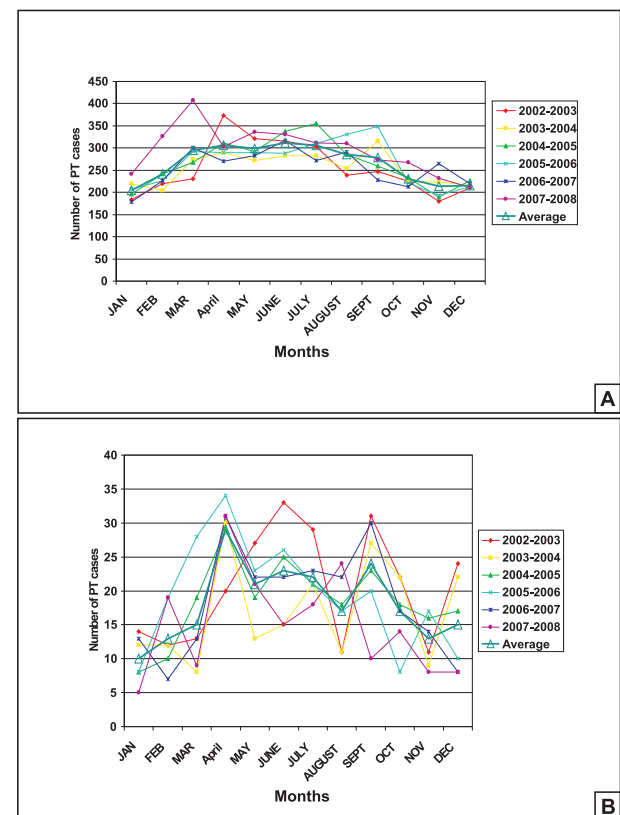 450
400
350
300
250
200
150
100
50
0
Number of PT cases
JAN
FEB
MAR
April
MAY
JUNE
JULY
AUGUST
SEPT
OCT
NOV
DEC
Months
2002-2003
2003-2004
2004-2005
2005-2006
2006-2007
2007-2008
Average
A
40
35
30
25
20
15
10
5
0
Number of PT cases
JAN
FEB
MAR
April
MAY
JUNE
JULY
AUGUST
SEPT
OCT
NOV
DEC
Months
2002-2003
2003-2004
2004-2005
2005-2006
2006-2007
2007-2008
Average
B